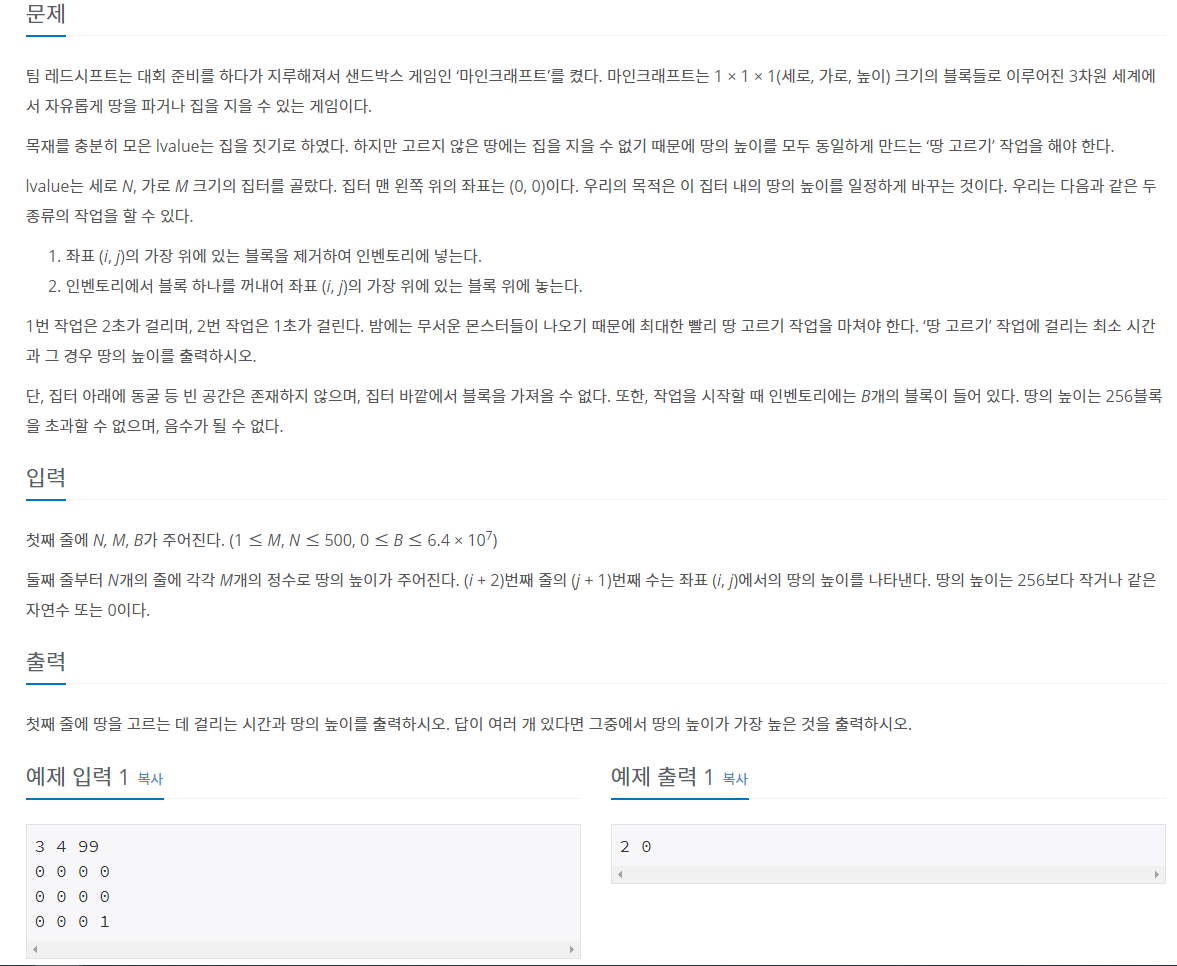 문제
팀 레드시프트는 대회 준비를 하다가 지루해져서 샌드박스 게임인 ‘마인크래프트’를 켰다. 마인크래프트는 1 × 1 × 1(세로, 가로, 높이) 크기의 블록들로 이루어진 3차원 세계에
서 자유롭게 땅을 파거나 집을 지을 수 있는 게임이다.
목재를 충분히 모은 lvalue는 집을 짓기로 하였다. 하지만 고르지 않은 땅에는 집을 지을 수 없기 때문에 땅의 높이를 모두 동일하게 만드는 ‘땅 고르기’ 작업을 해야 한다.
lvalue는 세로 N, 가로 M 크기의 집터를 골랐다. 집터 맨 왼쪽 위의 좌표는 (0, 0)이다. 우리의 목적은 이 집터 내의 땅의 높이를 일정하게 바꾸는 것이다. 우리는 다음과 같은 두
종류의 작업을 할 수 있다.
1. 좌표 (i, j)의 가장 위에 있는 블록을 제거하여 인벤토리에 넣는다.
2. 인벤토리에서 블록 하나를 꺼내어 좌표 (i, j)의 가장 위에 있는 블록 위에 놓는다.
1번 작업은 2초가 걸리며, 2번 작업은 1초가 걸린다. 밤에는 무서운 몬스터들이 나오기 때문에 최대한 빨리 땅 고르기 작업을 마쳐야 한다. ‘땅 고르기’ 작업에 걸리는 최소 시간
과 그 경우 땅의 높이를 출력하시오.
단, 집터 아래에 동굴 등 빈 공간은 존재하지 않으며, 집터 바깥에서 블록을 가져올 수 없다. 또한, 작업을 시작할 때 인벤토리에는 B개의 블록이 들어 있다. 땅의 높이는 256블록
을 초과할 수 없으며, 음수가 될 수 없다.
입력
첫째 줄에 N, M, B가 주어진다. (1 ≤ M, N ≤ 500, 0 ≤ B ≤ 6.4 × 10⁷)
둘째 줄부터 N개의 줄에 각각 M개의 정수로 땅의 높이가 주어진다. (i + 2)번째 줄의 (j + 1)번째 수는 좌표 (i, j)에서의 땅의 높이를 나타낸다. 땅의 높이는 256보다 작거나 같은
자연수 또는 0이다.
출력
첫째 줄에 땅을 고르는 데 걸리는 시간과 땅의 높이를 출력하시오. 답이 여러 개 있다면 그중에서 땅의 높이가 가장 높은 것을 출력하시오.
예제 입력 1 복사
3 4 99
0 0 0 0
0 0 0 0
0 0 0 1
예제 출력 1 복사
2 0